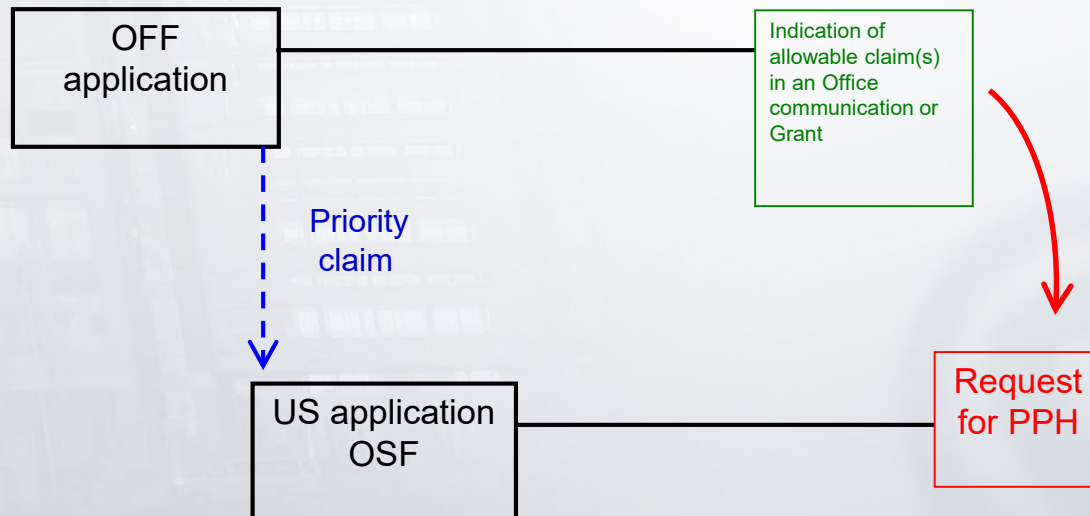 OFF
application
Indication of
allowable claim(s)
in an Office
communication or
Grant
Priority
claim
US application
OSF
Request
for PPH